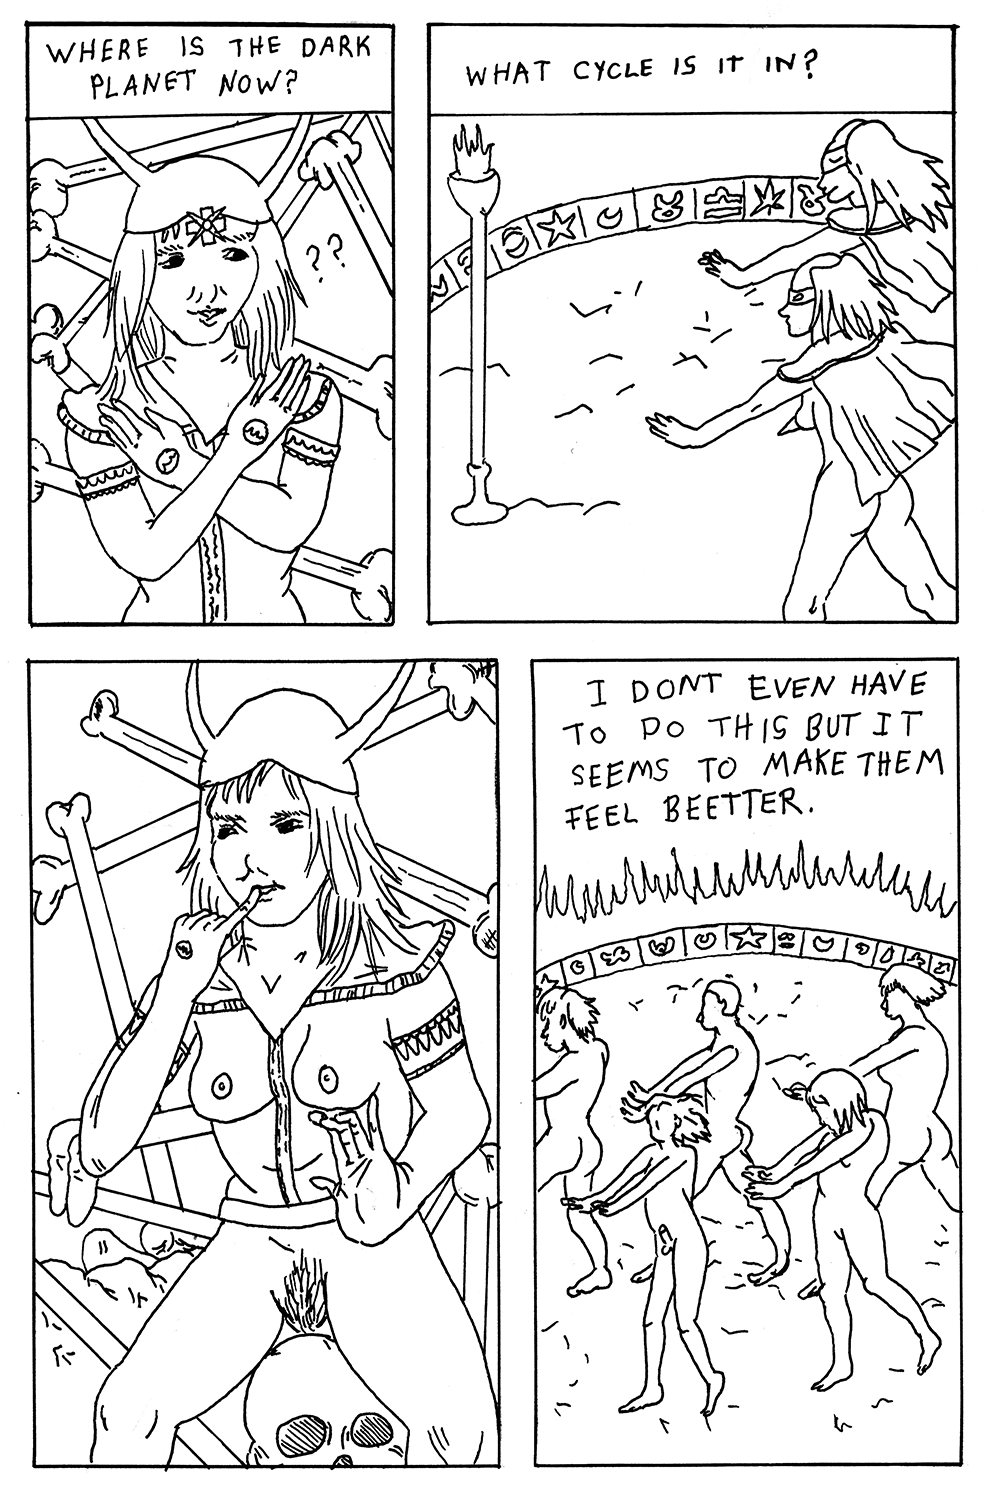 WHERE IS THE DARK
PLANET NOW?
WHAT CYCLE IS IT IN?
??
I DONT EVEN HAVE
TO DO THIS BUT IT
SEEMS TO MAKE THEM
FEEL BEETTER.